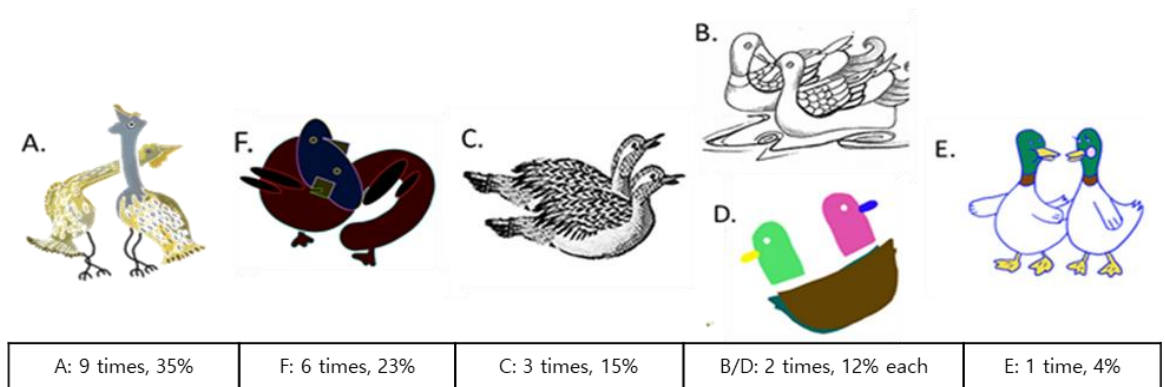 A.
F.
C.
B.
D.
E.
A: 9 times, 35%
F: 6 times, 23%
C: 3 times, 15%
B/D: 2 times, 12% each
E: 1 time, 4%